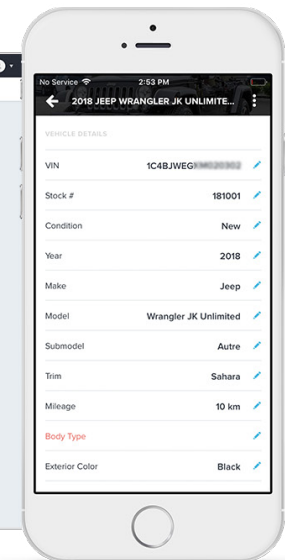 No Service 2:53 PM
2018 JEEP WRANGLER JK UNLIMITE...
VEHICLE DETAILS
VIN 1C4BJWEG
Stock # 181001
Condition New
Year 2018
Make Jeep
Model Wrangler JK Unlimited
Submodel Autre
Trim Sahara
Mileage 10 km
Body Type
Exterior Color Black